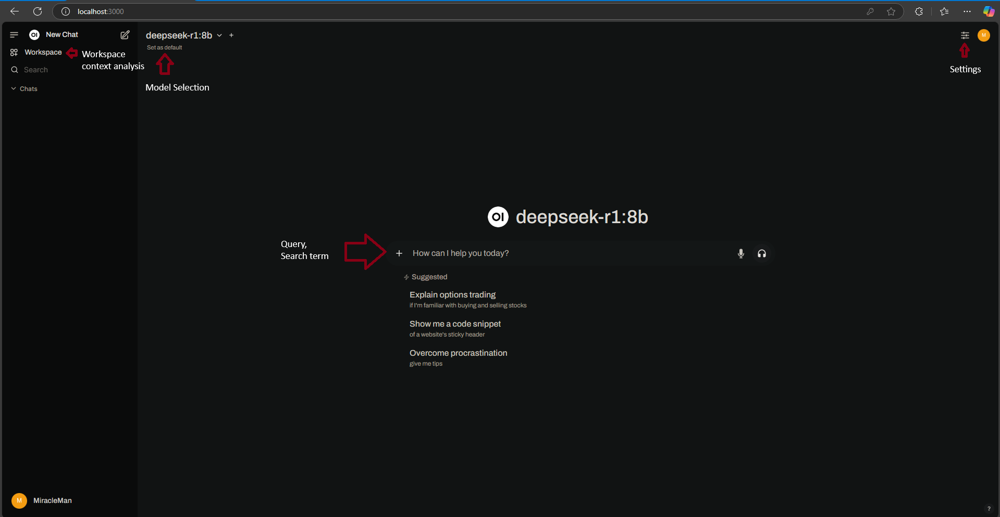 localhost:3000
OI New Chat
Workspace
Workspace
context analysis
Search
Chats
deepseek-r1:8b
Set as default
Model Selection
M
Settings
OI deepseek-r1:8b
Query,
Search term
How can I help you today?
Suggested
Explain options trading
if I'm familiar with buying and selling stocks
Show me a code snippet
of a website's sticky header
Overcome procrastination
give me tips
M MiracleMan
?